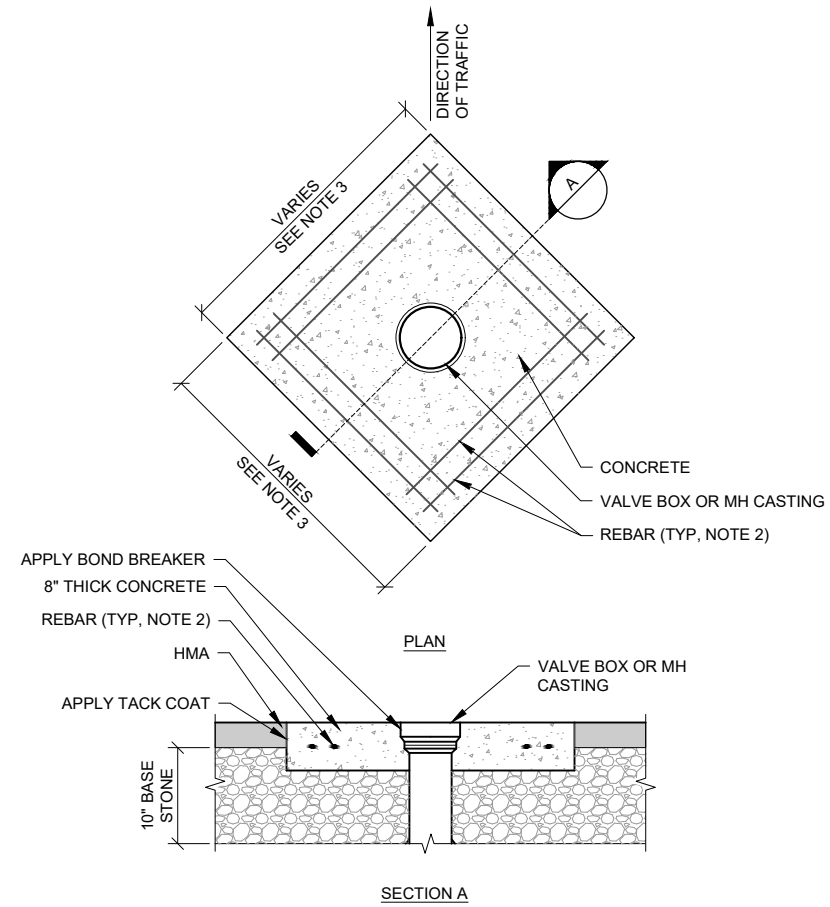 DIRECTION
OF TRAFFIC
VARIES
SEE NOTE 3
A
VARIES
SEE NOTE 3
CONCRETE
VALVE BOX OR MH CASTING
REBAR (TYP, NOTE 2)
APPLY BOND BREAKER
8" THICK CONCRETE
REBAR (TYP, NOTE 2)
HMA
APPLY TACK COAT
PLAN
VALVE BOX OR MH
CASTING
10" BASE
STONE
SECTION A